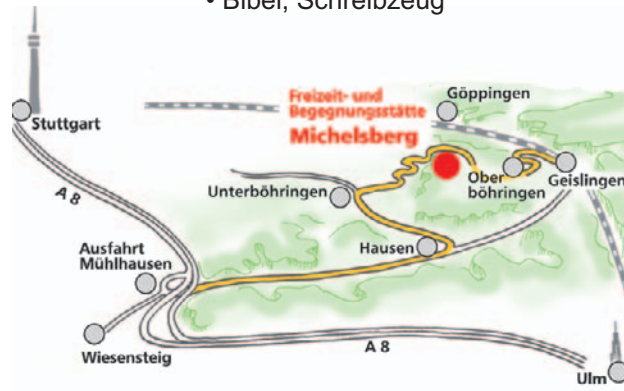 • Bibel, Schreibzeug
Freizeit- und
Begegnungsstätte
Michelsberg
Göppingen
Stuttgart
Unterböhringen
Ober
böhringen
Geislingen
A 8
Ausfahrt
Mühlhausen
Hausen
Wiesensteig
A 8
Ulm